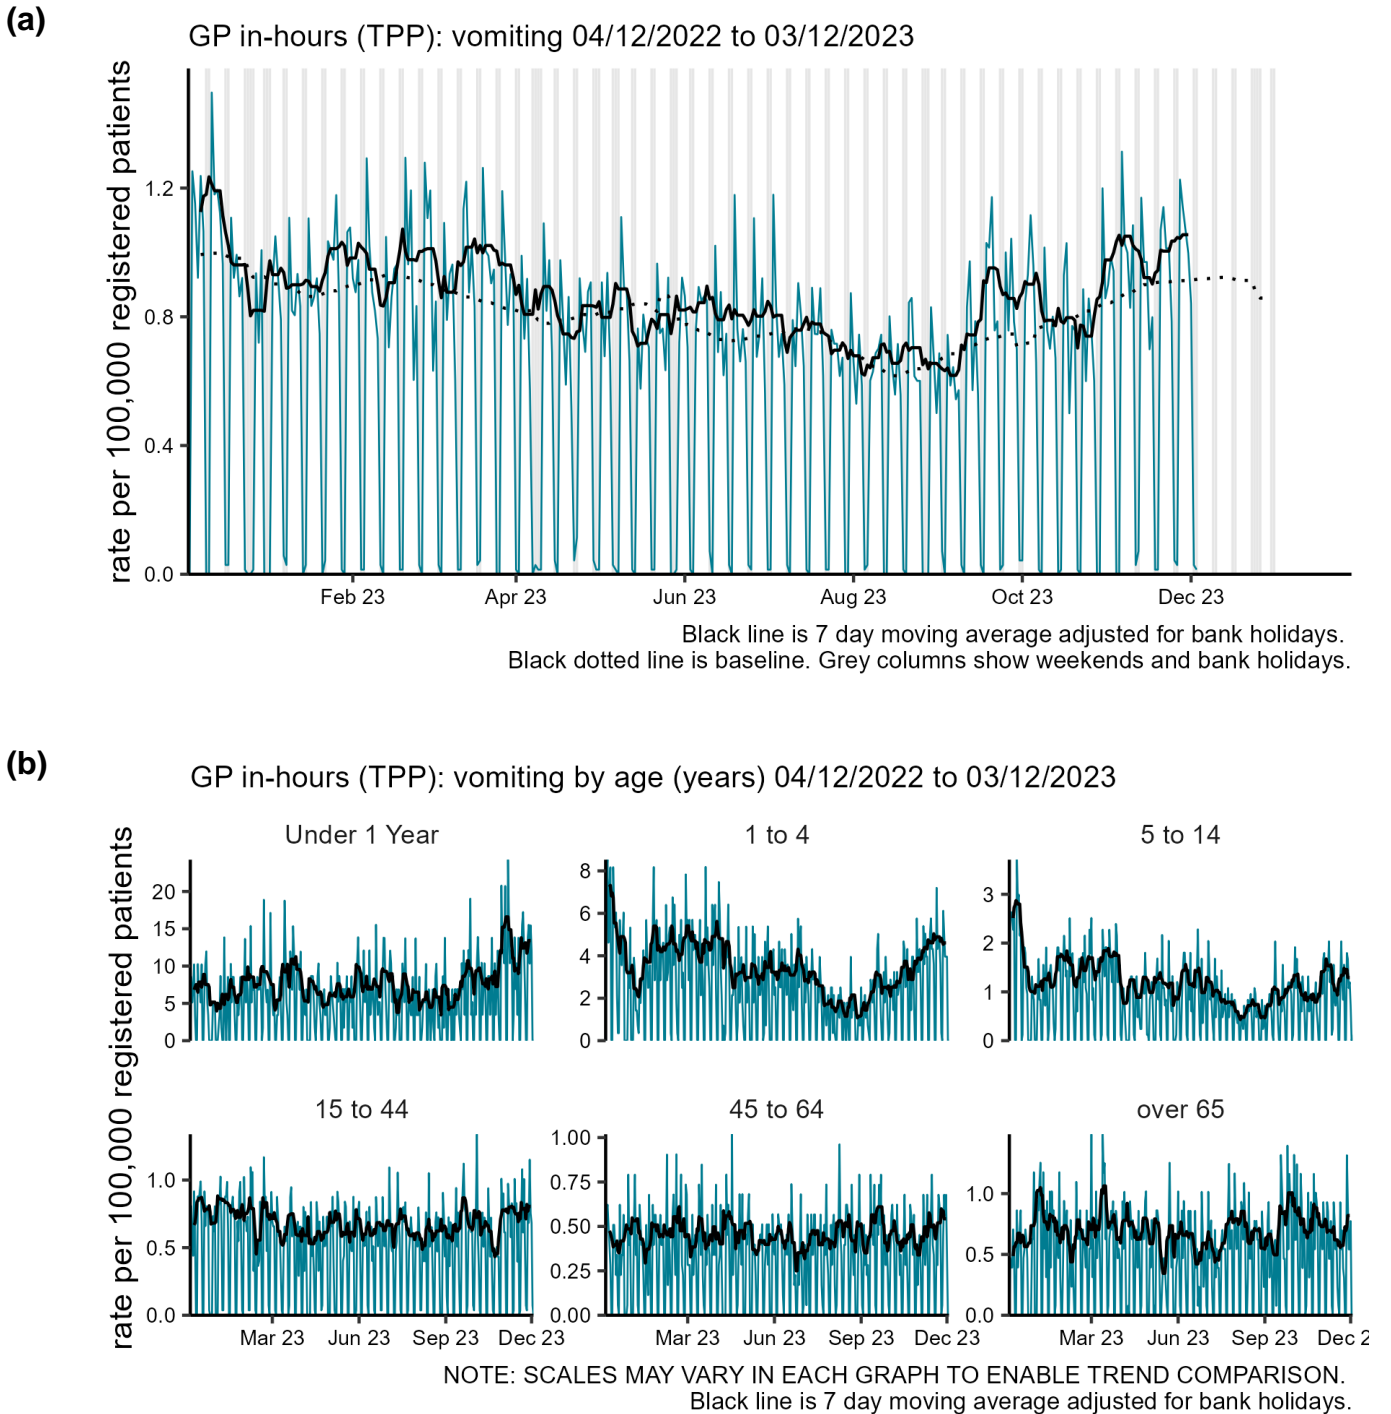 (a)
GP in-hours (TPP): vomiting 04/12/2022 to 03/12/2023
rate per 100,000 registered patients
1.2
0.8
0.4
0.0
Feb 23 Apr 23 Jun 23 Aug 23 Oct 23 Dec 23
Black line is 7 day moving average adjusted for bank holidays.
Black dotted line is baseline. Grey columns show weekends and bank holidays.
(b)
GP in-hours (TPP): vomiting by age (years) 04/12/2022 to 03/12/2023
rate per 100,000 registered patients
Under 1 Year
20
15
10
5
0
1 to 4
8
6
4
2
0
5 to 14
3
2
1
0
15 to 44
1.0
0.5
0.0
Mar 23 Jun 23 Sep 23 Dec 23
45 to 64
1.00
0.75
0.50
0.25
0.00
Mar 23 Jun 23 Sep 23 Dec 23
over 65
1.0
0.5
0.0
Mar 23 Jun 23 Sep 23 Dec 2
NOTE: SCALES MAY VARY IN EACH GRAPH TO ENABLE TREND COMPARISON.
Black line is 7 day moving average adjusted for bank holidays.